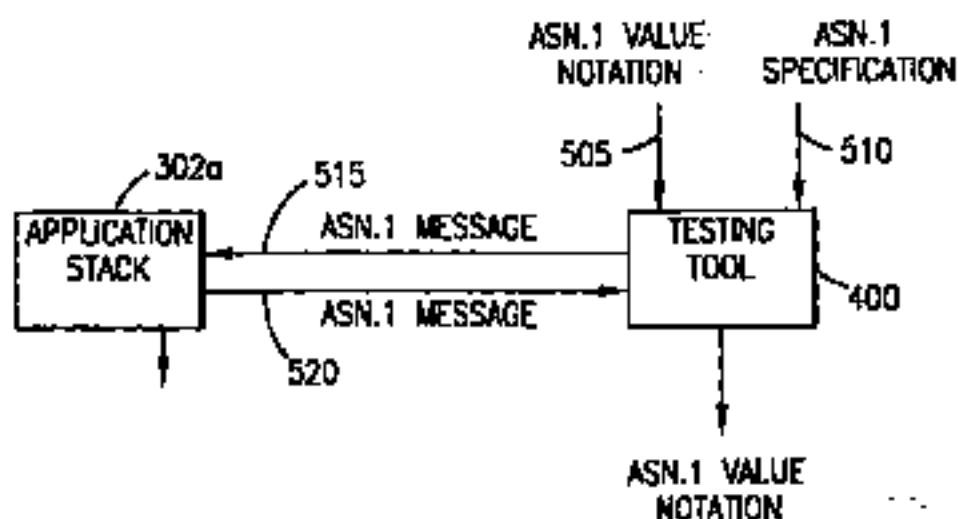 ASN.1 VALUE
NOTATION
ASN.1
SPECIFICATION
505
510
302a
515
APPLICATION
STACK
ASN.1 MESSAGE
TESTING
TOOL
400
ASN.1 MESSAGE
520
ASN.1 VALUE
NOTATION